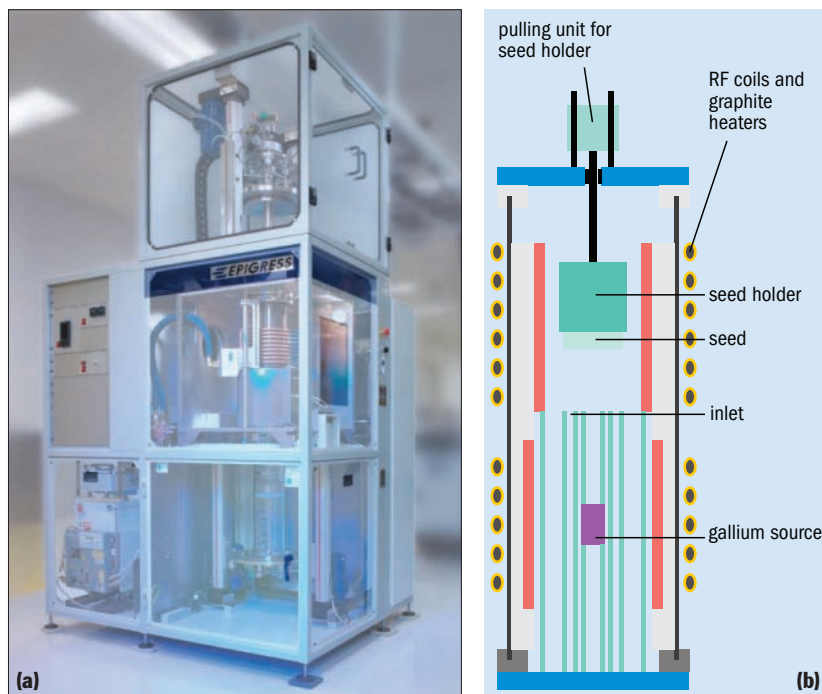 EPIGRESS
(a)
pulling unit for
seed holder
RF coils and
graphite
heaters
seed holder
seed
inlet
gallium source
(b)